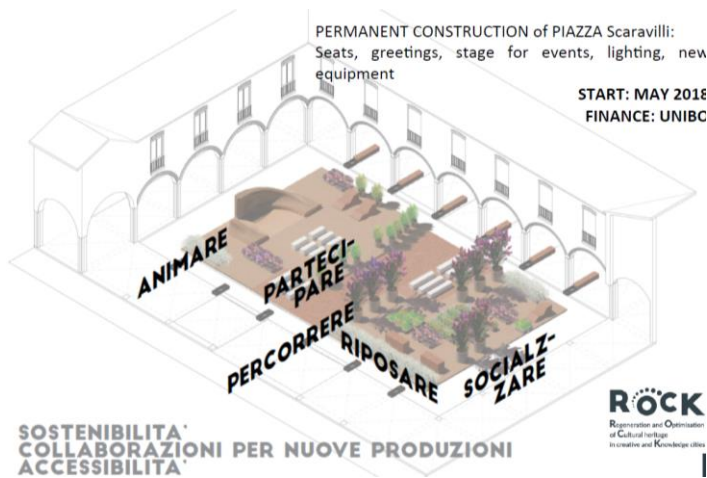 PERMANENT CONSTRUCTION of PIAZZA Scaravilli:
Seats, greetings, stage for events, lighting, new
equipment
START: MAY 2018
FINANCE: UNIBO
ANIMARE
PARTECI-
PARE
PERCORRERE
RIPOSARE
SOCIALZ-
ZARE
SOSTENIBILITA'
COLLABORAZIONI PER NUOVE PRODUZIONI
ACCESSIBILITA'
ROCK
Regeneration and Optimisation
of Cultural heritage
in creative and Knowledge cities